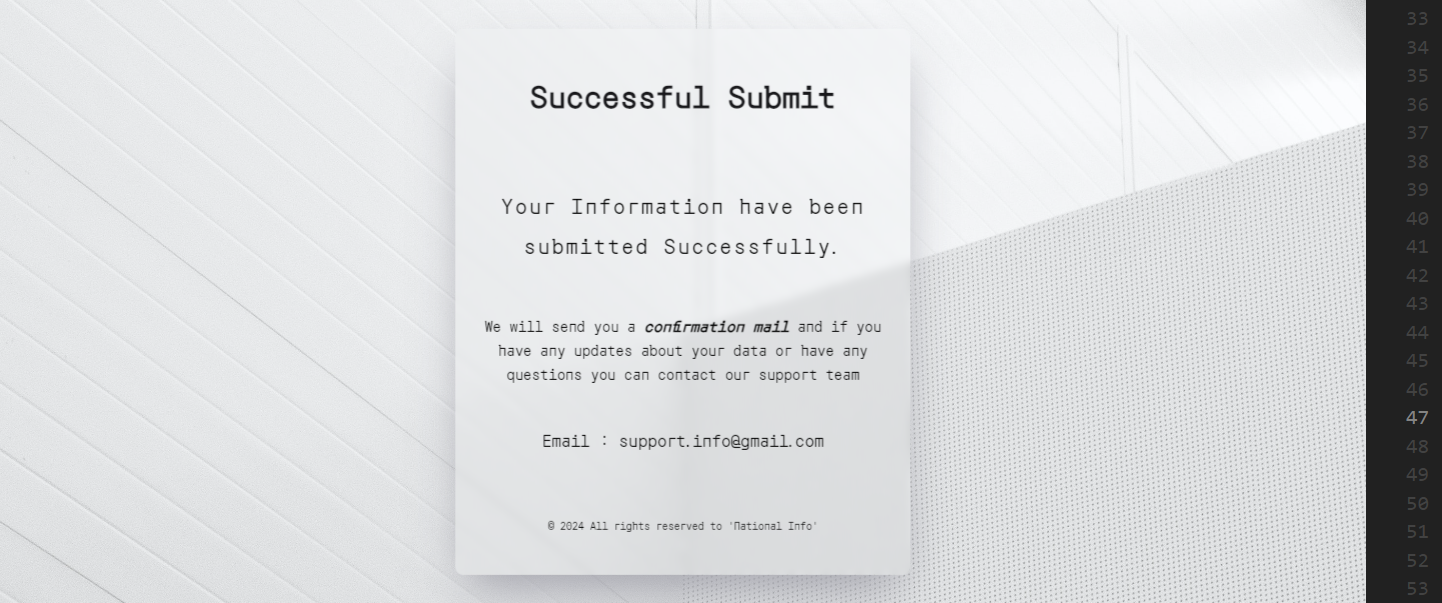 Successful Submit
Your Information have been
submitted Successfully.
We will send you a confirmation mail and if you
have any updates about your data or have any
questions you can contact our support team
Email : support.info@gmail.com
© 2024 All rights reserved to 'National Info'
33
34
35
36
37
38
39
40
41
42
43
44
45
46
47
48
49
50
51
52
53